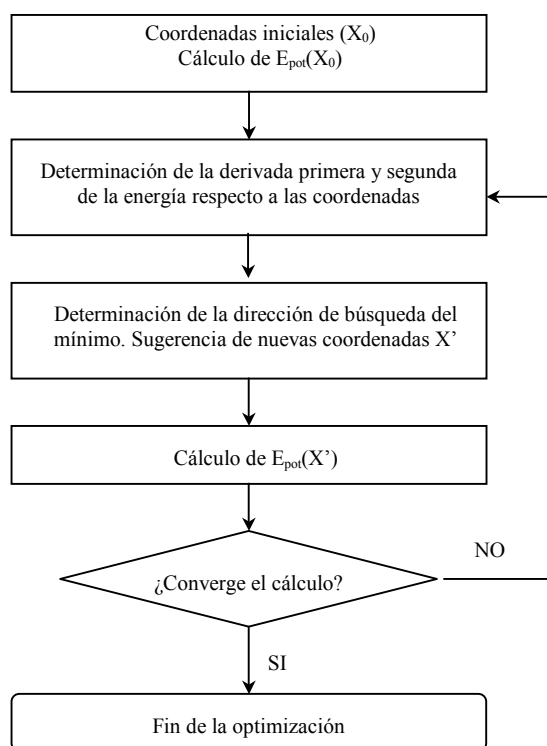 Coordenadas iniciales (X₀)
Cálculo de Eₚₒₜ(X₀)
Determinación de la derivada primera y segunda
de la energía respecto a las coordenadas
Determinación de la dirección de búsqueda del
mínimo. Sugerencia de nuevas coordenadas X’
Cálculo de Eₚₒₜ(X’)
¿Converge el cálculo?
NO
SI
Fin de la optimización